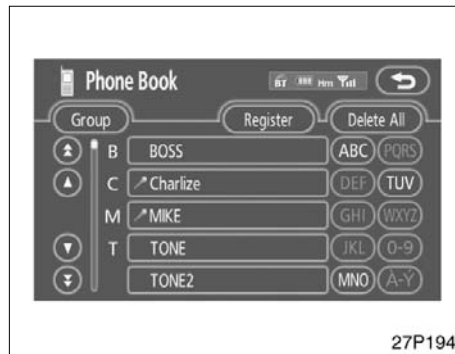 Phone Book BT Hm
Group Register Delete All
B BOSS ABC PQRS
C Charlize DEF TUV
M MIKE GHI WXYZ
T TONE JKL 0-9
TONE2 MNO À-Ý
27P194